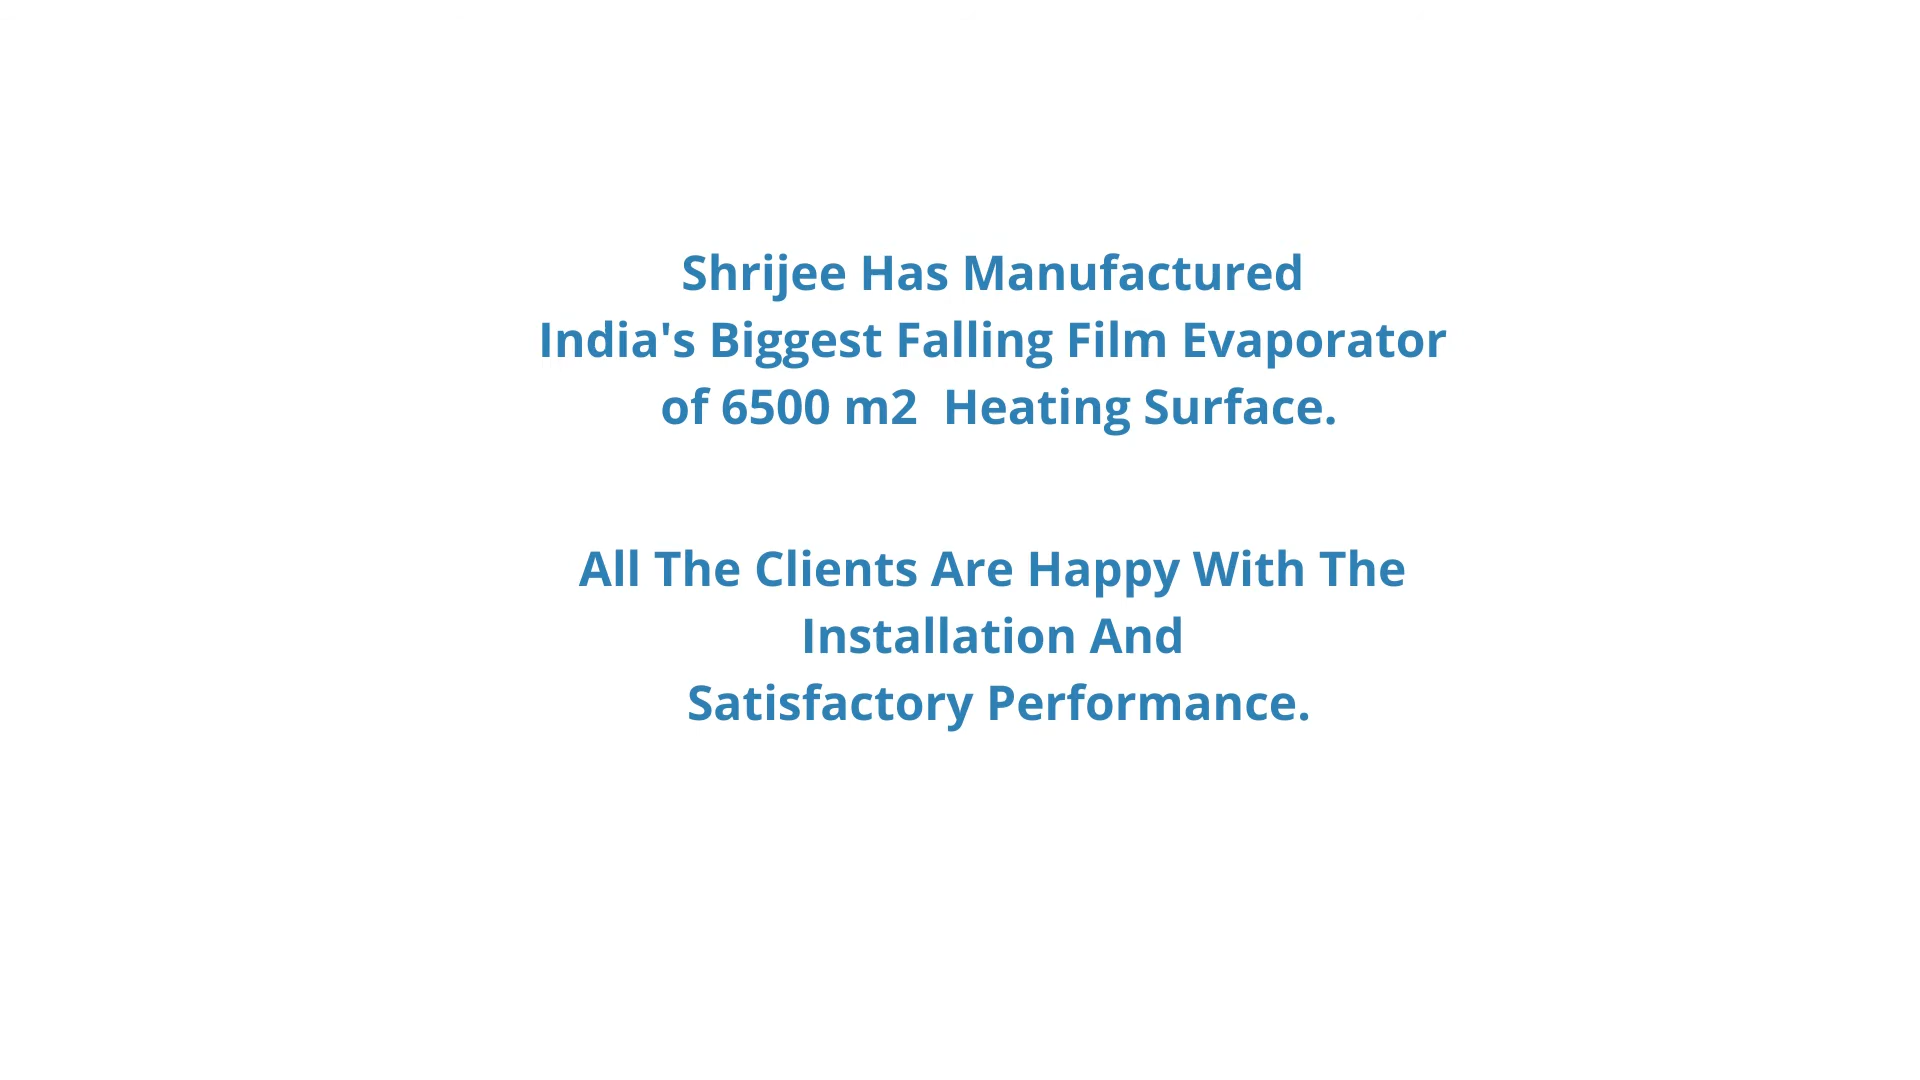 Shrijee Has Manufactured
India's Biggest Falling Film Evaporator
of 6500 m2  Heating Surface.
All The Clients Are Happy With The
Installation And
Satisfactory Performance.